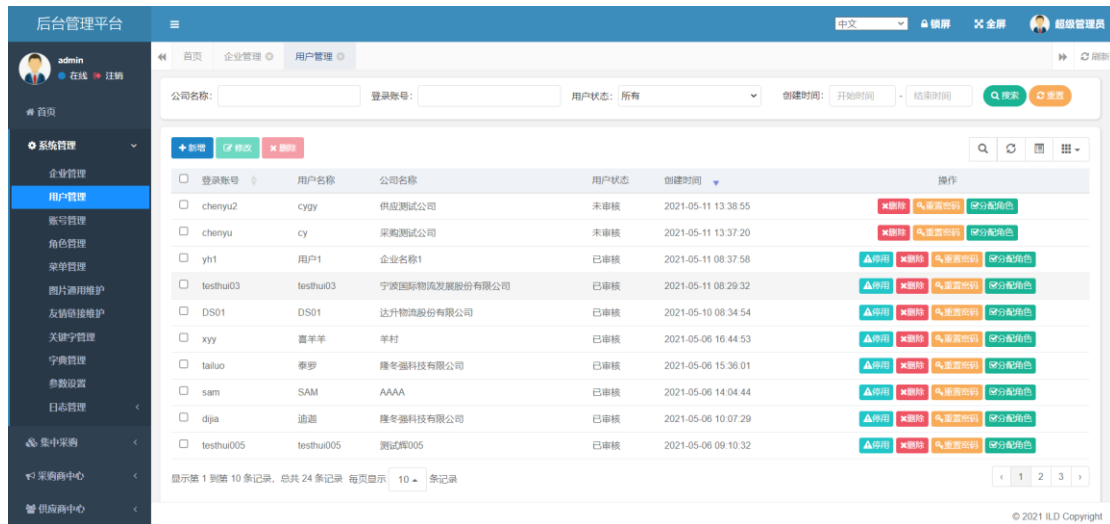 后台管理平台 中文 锁屏 全屏 超级管理员
admin
在线 注销
首页 企业管理 用户管理 刷新
公司名称: 登录账号: 用户状态: 所有 创建时间: 开始时间 - 结束时间 搜索 重置
首页
系统管理
企业管理
用户管理
账号管理
角色管理
菜单管理
图片通用维护
友情链接维护
关键字管理
字典管理
参数设置
日志管理
集中采购
采购商中心
供应商中心
新增 修改 删除
登录账号 用户名称 公司名称 用户状态 创建时间 操作
chenyu2 cygy 供应测试公司 未审核 2021-05-11 13:38:55 删除 重置密码 分配角色
chenyu cy 采购测试公司 未审核 2021-05-11 13:37:20 删除 重置密码 分配角色
yh1 用户1 企业名称1 已审核 2021-05-11 08:37:58 停用 删除 重置密码 分配角色
testhui03 testhui03 宁波国际物流发展股份有限公司 已审核 2021-05-11 08:29:32 停用 删除 重置密码 分配角色
DS01 DS01 达升物流股份有限公司 已审核 2021-05-10 08:34:54 停用 删除 重置密码 分配角色
xyy 喜羊羊 羊村 已审核 2021-05-06 16:44:53 停用 删除 重置密码 分配角色
tailuo 泰罗 隆冬强科技有限公司 已审核 2021-05-06 15:36:01 停用 删除 重置密码 分配角色
sam SAM AAAA 已审核 2021-05-06 14:04:44 停用 删除 重置密码 分配角色
dijia 迪迦 隆冬强科技有限公司 已审核 2021-05-06 10:07:29 停用 删除 重置密码 分配角色
testhui005 testhui005 测试辉005 已审核 2021-05-06 09:10:32 停用 删除 重置密码 分配角色
显示第 1 到第 10 条记录，总共 24 条记录 每页显示 10 条记录 ‹ 1 2 3 ›
© 2021 ILD Copyright